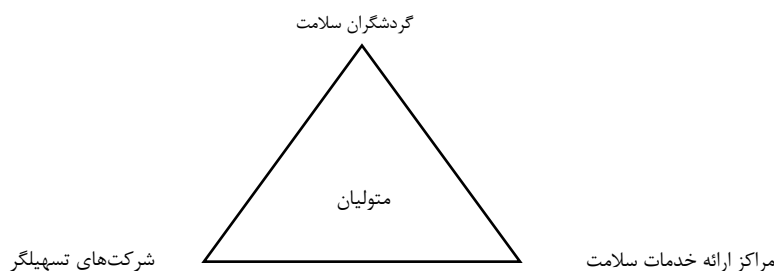 گردشگران سلامت
متولیان
مراکز ارائه خدمات سلامت
شرکت‌های تسهیلگر